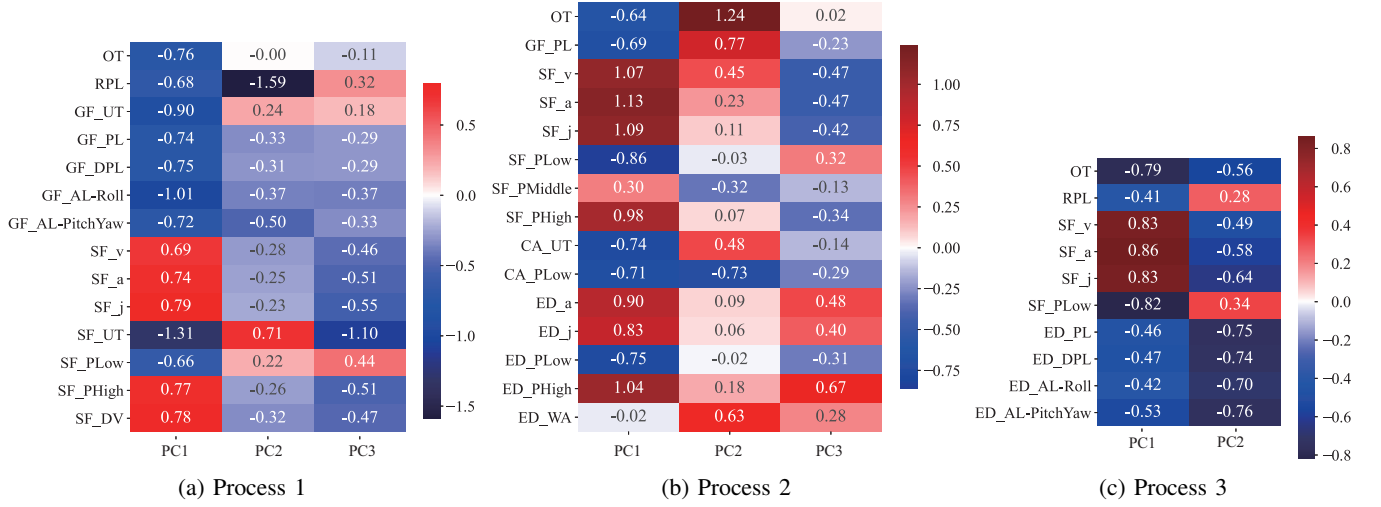 OT -0.76 -0.00 -0.11
RPL -0.68 -1.59 0.32
GF_UT -0.90 0.24 0.18
GF_PL -0.74 -0.33 -0.29
GF_DPL -0.75 -0.31 -0.29
GF_AL-Roll -1.01 -0.37 -0.37
GF_AL-PitchYaw -0.72 -0.50 -0.33
SF_v 0.69 -0.28 -0.46
SF_a 0.74 -0.25 -0.51
SF_j 0.79 -0.23 -0.55
SF_UT -1.31 0.71 -1.10
SF_PLow -0.66 0.22 0.44
SF_PHigh 0.77 -0.26 -0.51
SF_DV 0.78 -0.32 -0.47
PC1 PC2 PC3
0.5
0.0
−0.5
−1.0
−1.5
(a) Process 1
OT -0.64 1.24 0.02
GF_PL -0.69 0.77 -0.23
SF_v 1.07 0.45 -0.47
SF_a 1.13 0.23 -0.47
SF_j 1.09 0.11 -0.42
SF_PLow -0.86 -0.03 0.32
SF_PMiddle 0.30 -0.32 -0.13
SF_PHigh 0.98 0.07 -0.34
CA_UT -0.74 0.48 -0.14
CA_PLow -0.71 -0.73 -0.29
ED_a 0.90 0.09 0.48
ED_j 0.83 0.06 0.40
ED_PLow -0.75 -0.02 -0.31
ED_PHigh 1.04 0.18 0.67
ED_WA -0.02 0.63 0.28
PC1 PC2 PC3
1.00
0.75
0.50
0.25
0.00
−0.25
−0.50
−0.75
(b) Process 2
OT -0.79 -0.56
RPL -0.41 0.28
SF_v 0.83 -0.49
SF_a 0.86 -0.58
SF_j 0.83 -0.64
SF_PLow -0.82 0.34
ED_PL -0.46 -0.75
ED_DPL -0.47 -0.74
ED_AL-Roll -0.42 -0.70
ED_AL-PitchYaw -0.53 -0.76
PC1 PC2
0.8
0.6
0.4
0.2
0.0
−0.2
−0.4
−0.6
−0.8
(c) Process 3